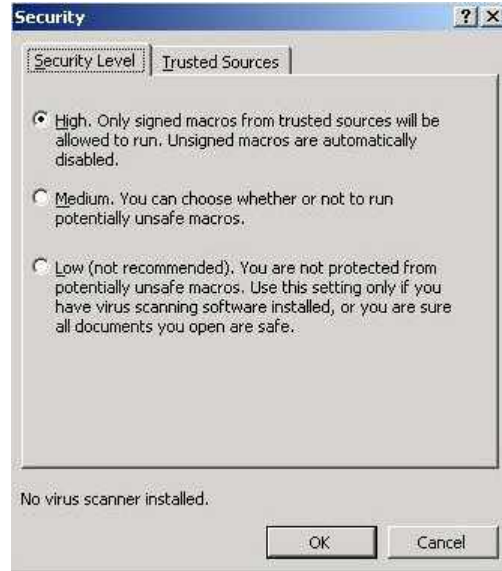 Security
Security Level
Trusted Sources
High. Only signed macros from trusted sources will be
allowed to run. Unsigned macros are automatically
disabled.
Medium. You can choose whether or not to run
potentially unsafe macros.
Low (not recommended). You are not protected from
potentially unsafe macros. Use this setting only if you
have virus scanning software installed, or you are sure
all documents you open are safe.
No virus scanner installed.
OK
Cancel